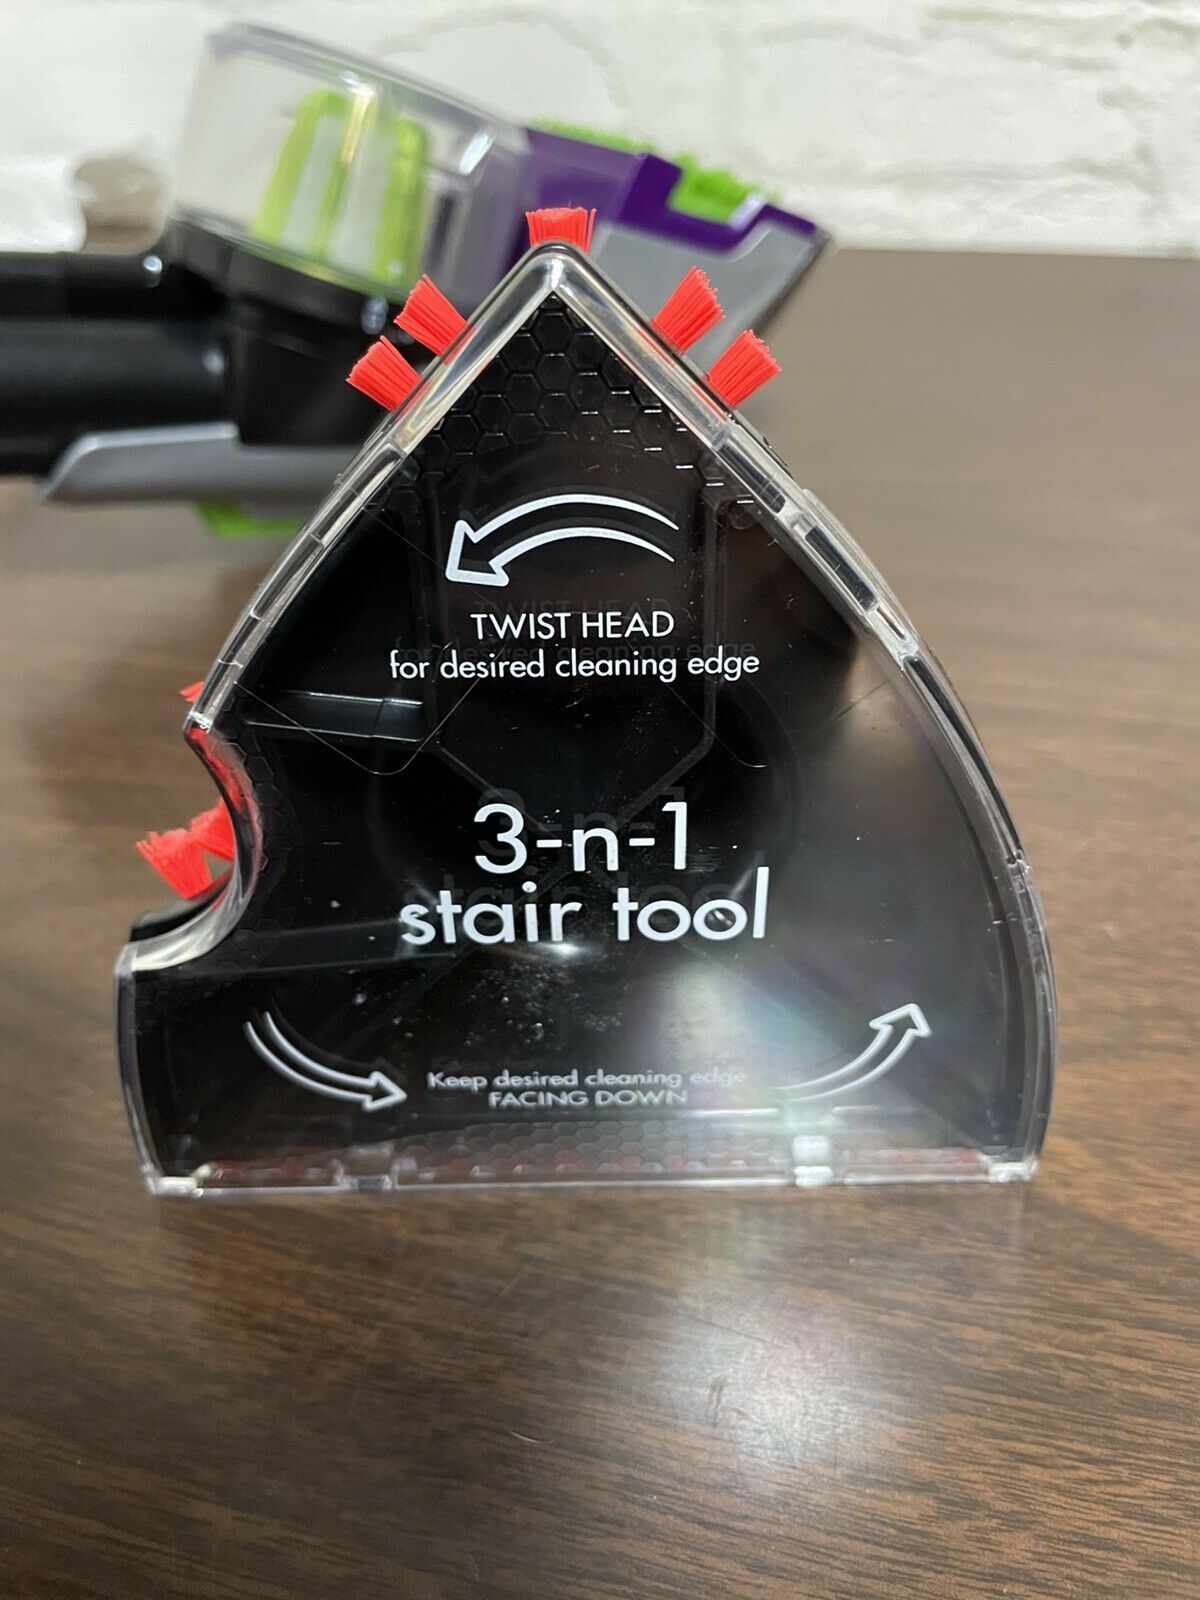 TWIST HEAD
for desired cleaning edge
3-n-1
stair tool
Keep desired cleaning edge
FACING DOWN